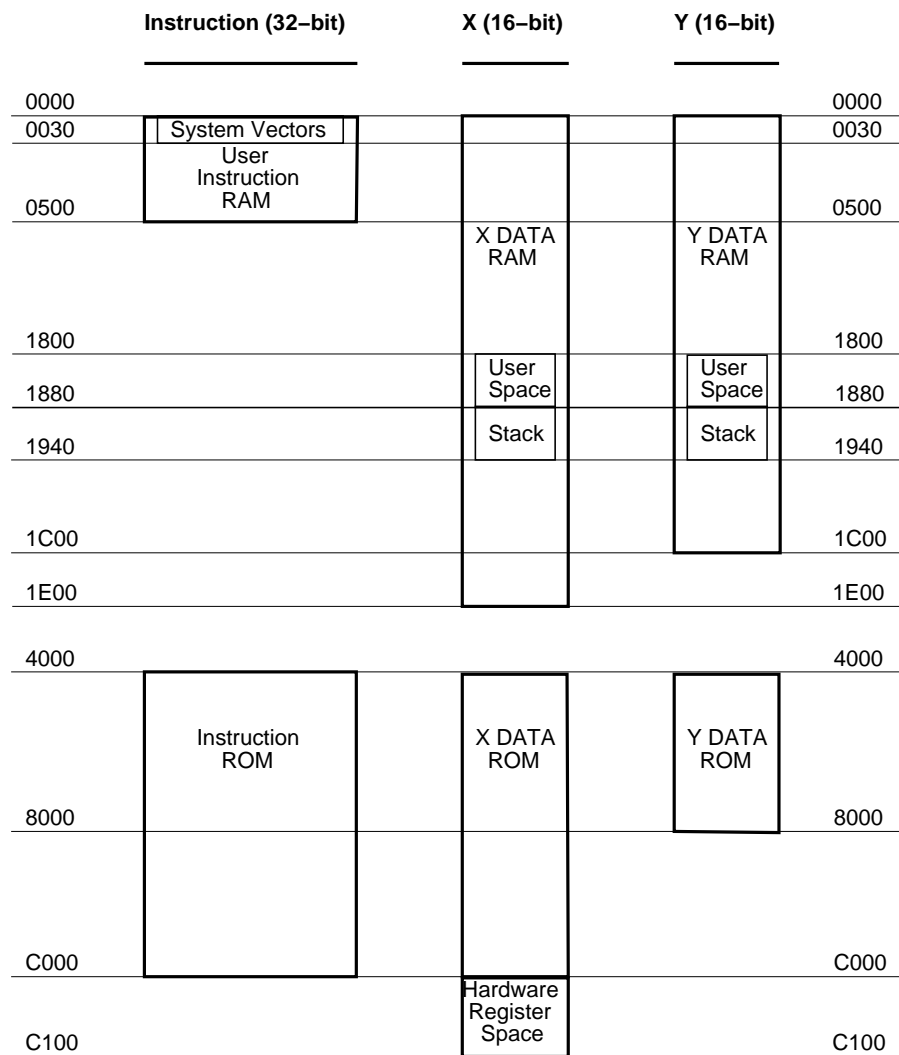 Instruction (32−bit) X (16−bit) Y (16−bit)
0000 0000
0030 System Vectors 0030
User
Instruction
RAM
0500 0500
X DATA Y DATA
RAM RAM
1800 1800
User User
Space Space
1880 1880
Stack Stack
1940 1940
1C00 1C00
1E00 1E00
4000 4000
Instruction X DATA Y DATA
ROM ROM ROM
8000 8000
C000 C000
Hardware
Register
Space
C100 C100